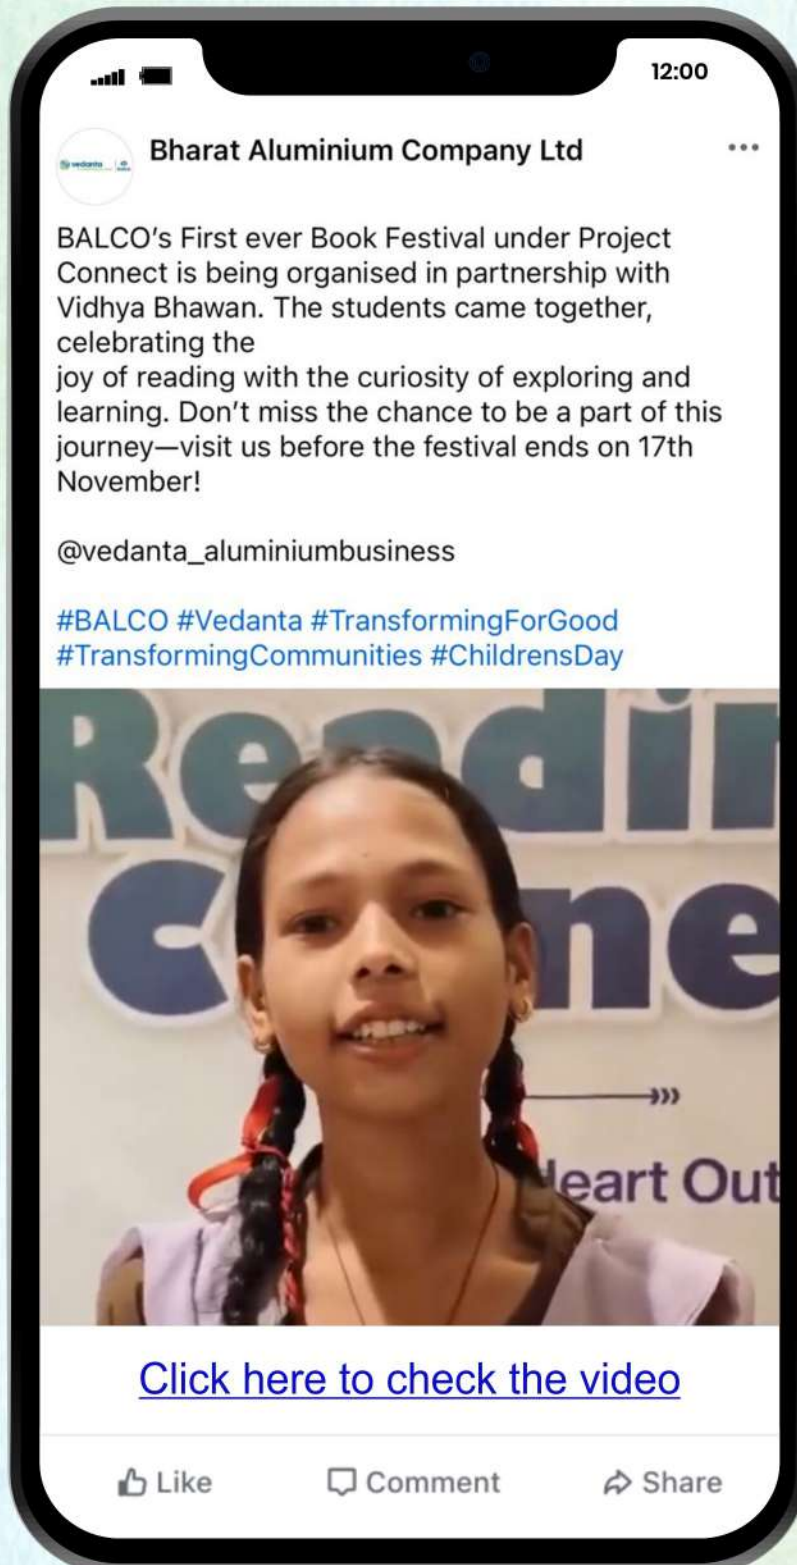 12:00
vedanta
Bharat Aluminium Company Ltd
BALCO's First ever Book Festival under Project
Connect is being organised in partnership with
Vidhya Bhawan. The students came together,
celebrating the
joy of reading with the curiosity of exploring and
learning. Don't miss the chance to be a part of this
journey—visit us before the festival ends on 17th
November!
@vedanta_aluminiumbusiness
#BALCO #Vedanta #TransformingForGood
#TransformingCommunities #ChildrensDay
Readin
C ne
Heart Out
Click here to check the video
Like Comment Share